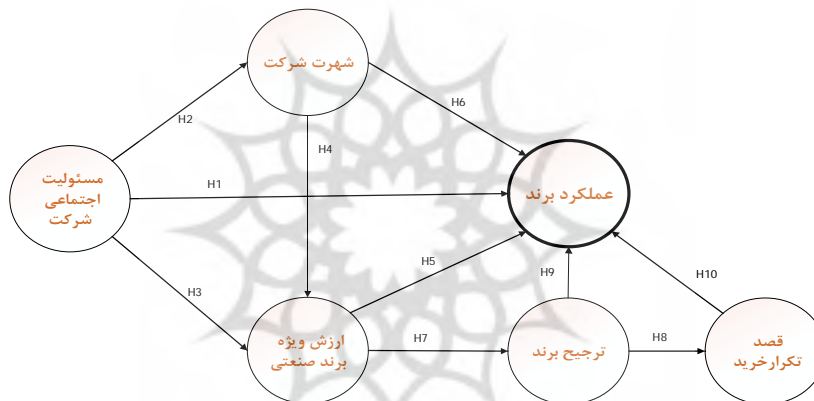 شهرت شرکت
H2
H6
H4
مسئولیت
اجتماعی
شرکت
H1
عملکرد برند
H3
H5
H9
H10
ارزش ویژه
برند صنعتی
H7
ترجیح برند
H8
قصد
تکرارخرید